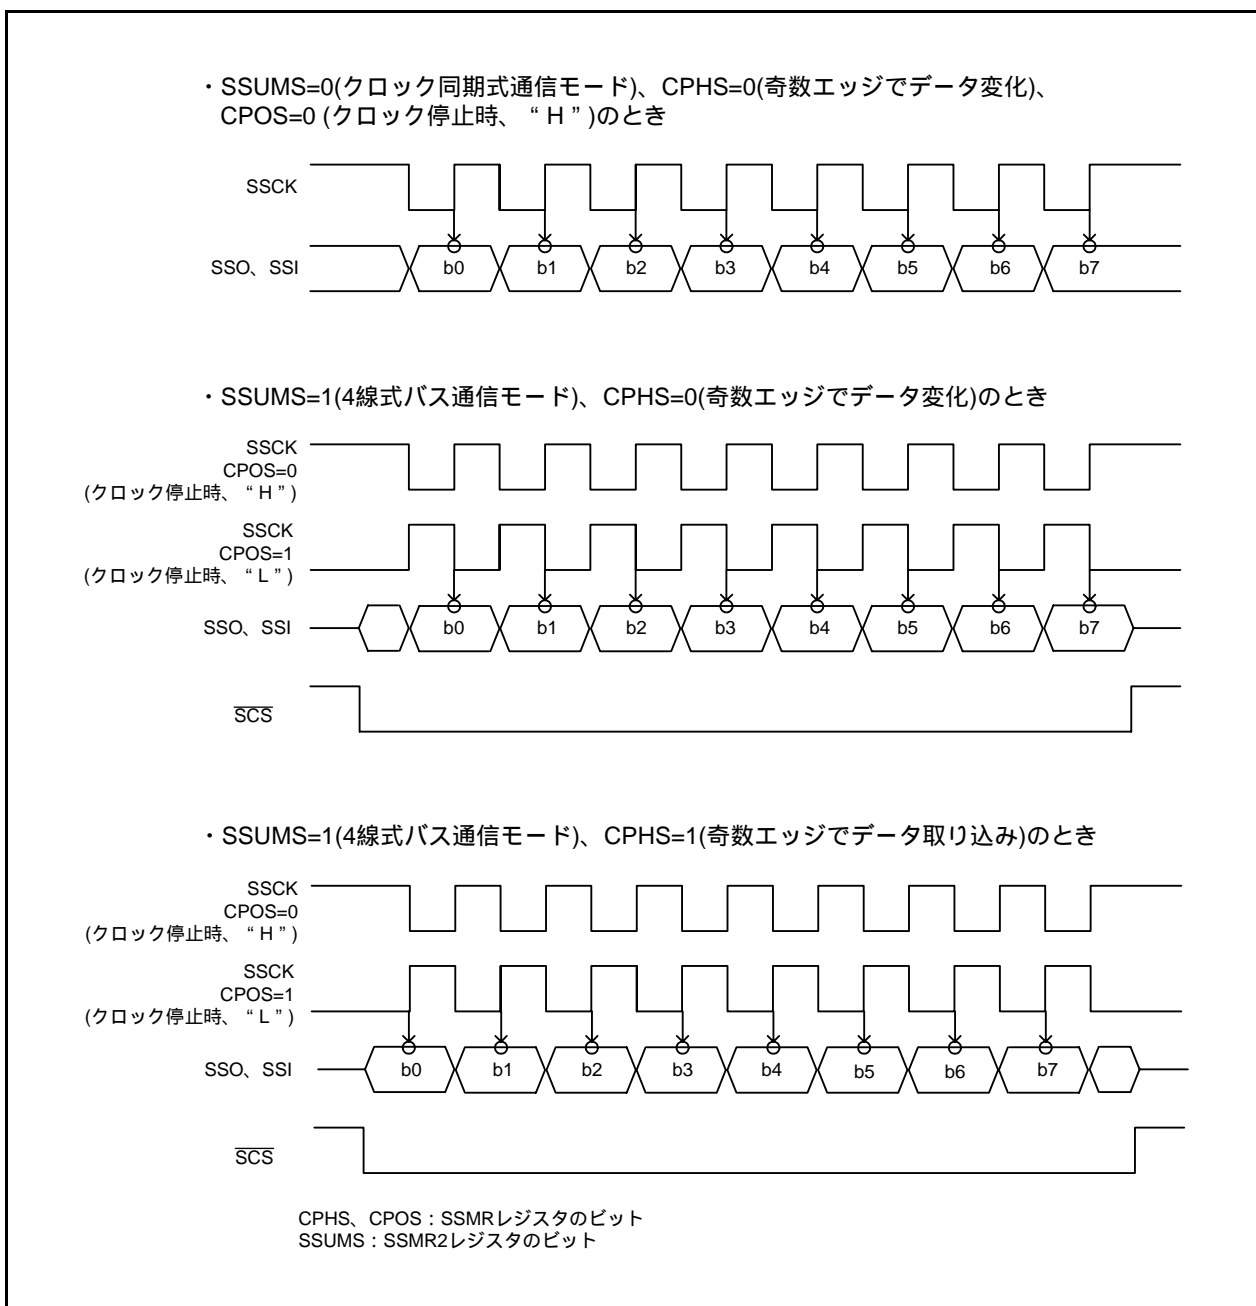 ・SSUMS=0(クロック同期式通信モード)、CPHS=0(奇数エッジでデータ変化)、
CPOS=0 (クロック停止時、“H”)のとき
SSCK
SSO、SSI
b0 b1 b2 b3 b4 b5 b6 b7
・SSUMS=1(4線式バス通信モード)、CPHS=0(奇数エッジでデータ変化)のとき
SSCK
CPOS=0
(クロック停止時、“H”)
SSCK
CPOS=1
(クロック停止時、“L”)
SSO、SSI
b0 b1 b2 b3 b4 b5 b6 b7
SCS
・SSUMS=1(4線式バス通信モード)、CPHS=1(奇数エッジでデータ取り込み)のとき
SSCK
CPOS=0
(クロック停止時、“H”)
SSCK
CPOS=1
(クロック停止時、“L”)
SSO、SSI
b0 b1 b2 b3 b4 b5 b6 b7
SCS
CPHS、CPOS：SSMRレジスタのビット
SSUMS：SSMR2レジスタのビット